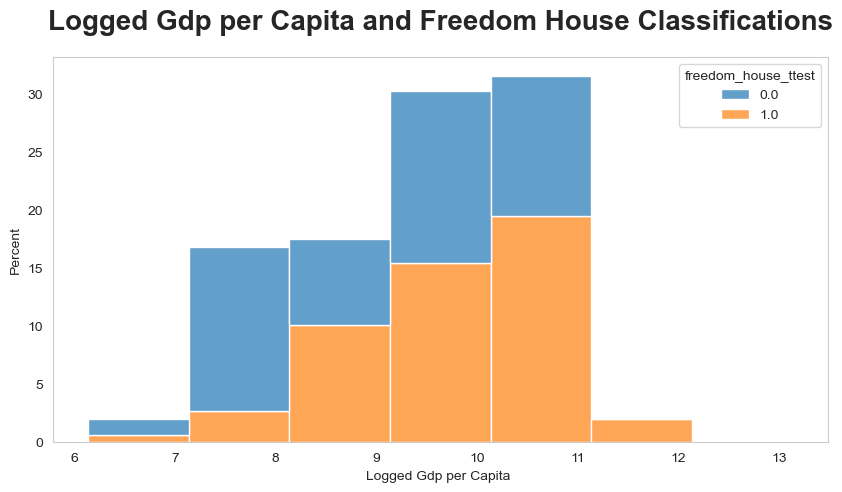 Logged Gdp per Capita and Freedom House Classifications
freedom_house_ttest
0.0
1.0
30
25
20
15
10
5
0
Percent
6 7 8 9 10 11 12 13
Logged Gdp per Capita